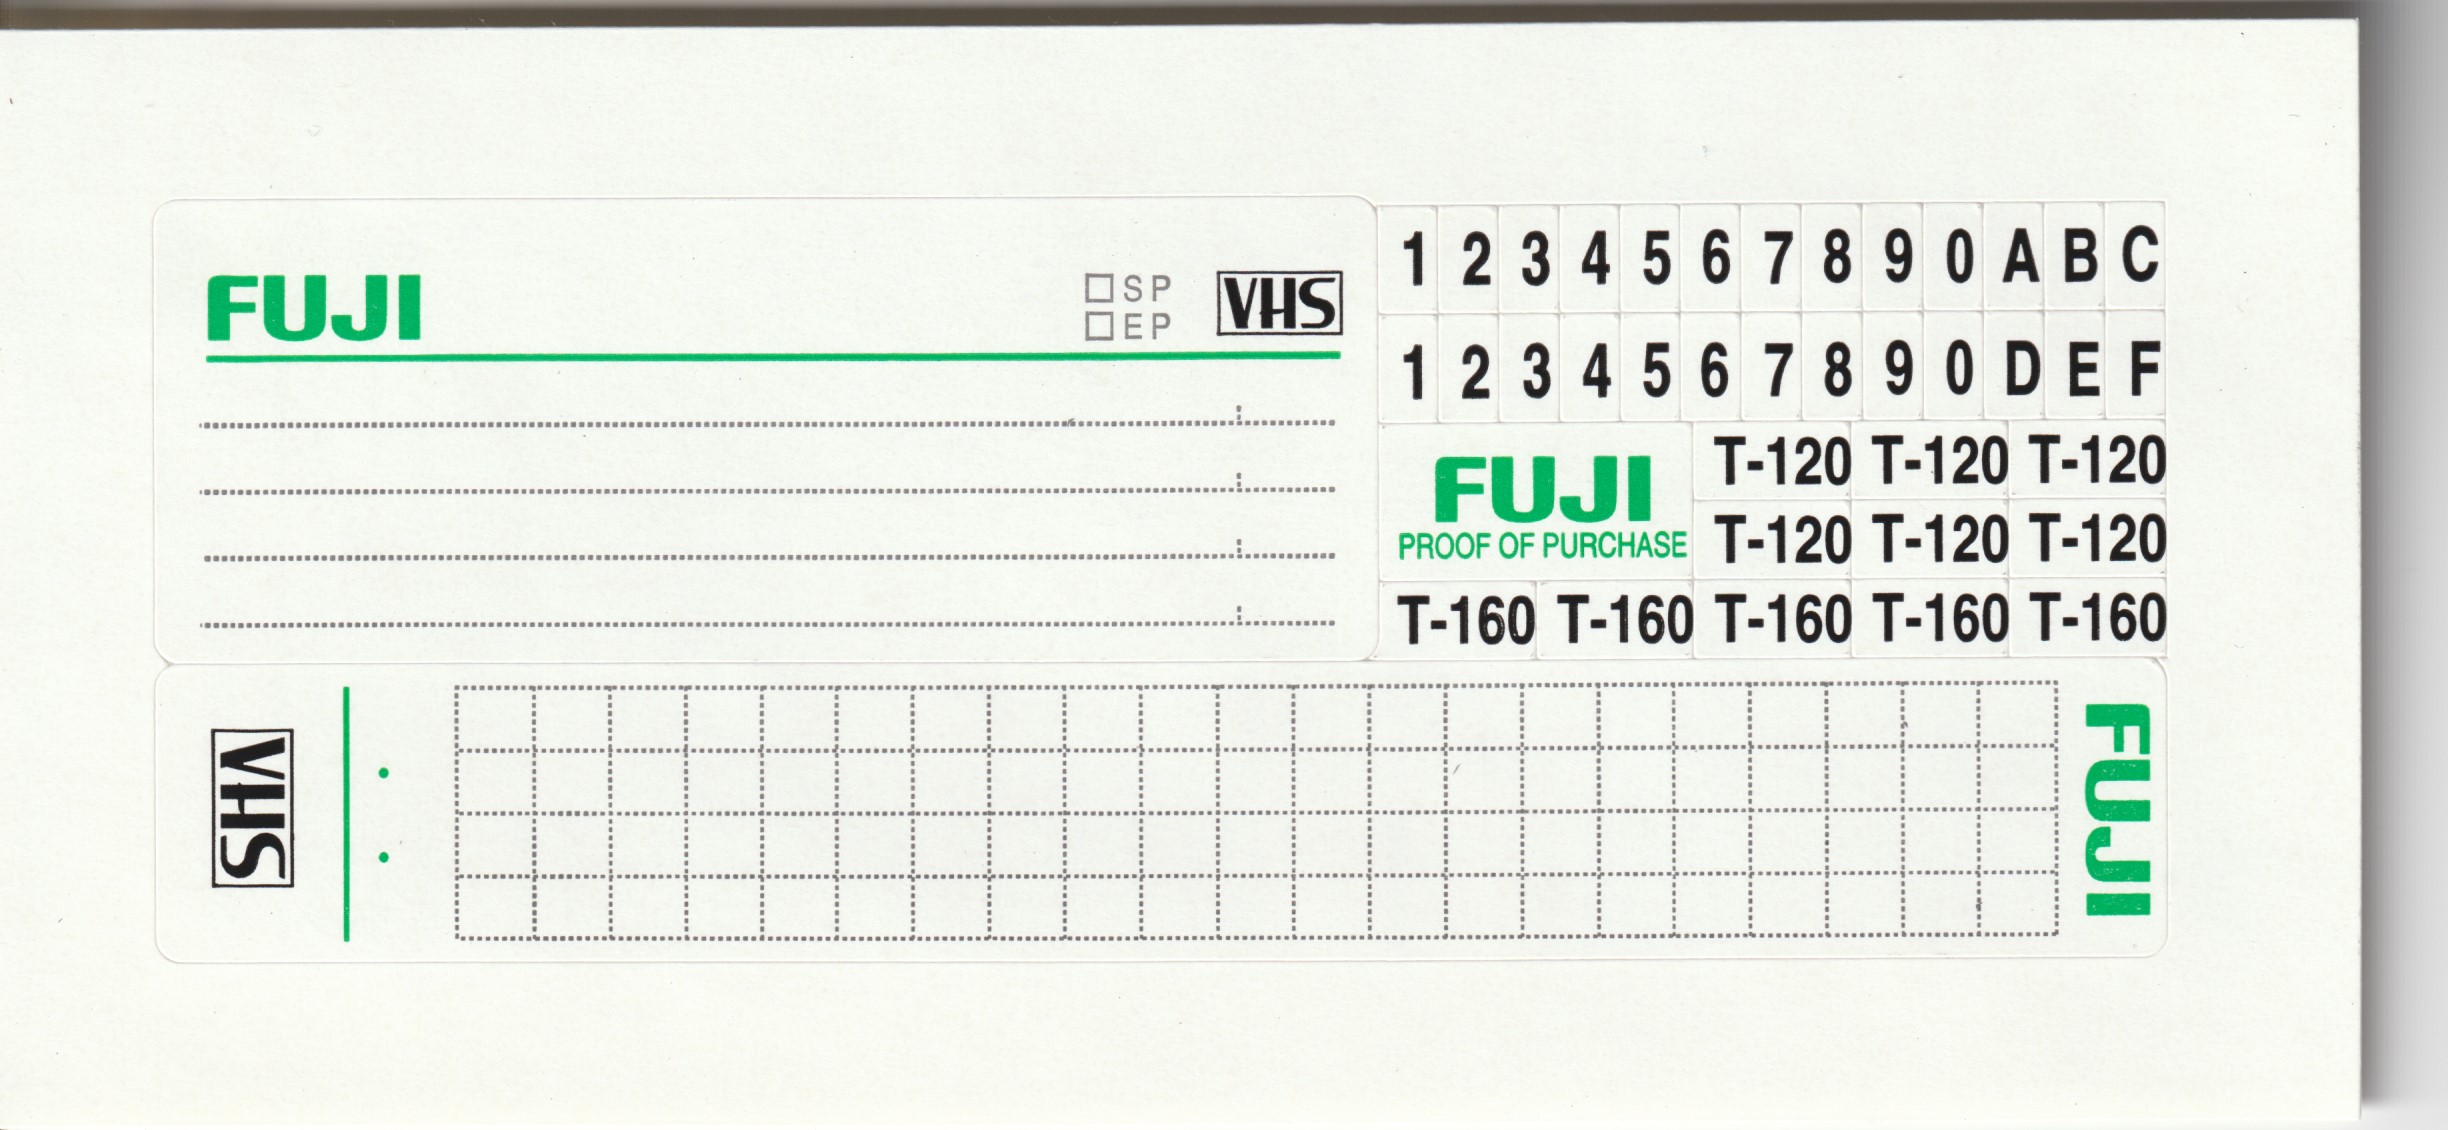 FUJI
SP
EP
VHS
1 2 3 4 5 6 7 8 9 0 A B C
1 2 3 4 5 6 7 8 9 0 D E F
FUJI
PROOF OF PURCHASE
T-120 T-120 T-120
T-120 T-120 T-120
T-160 T-160 T-160 T-160 T-160
VHS
FUJI